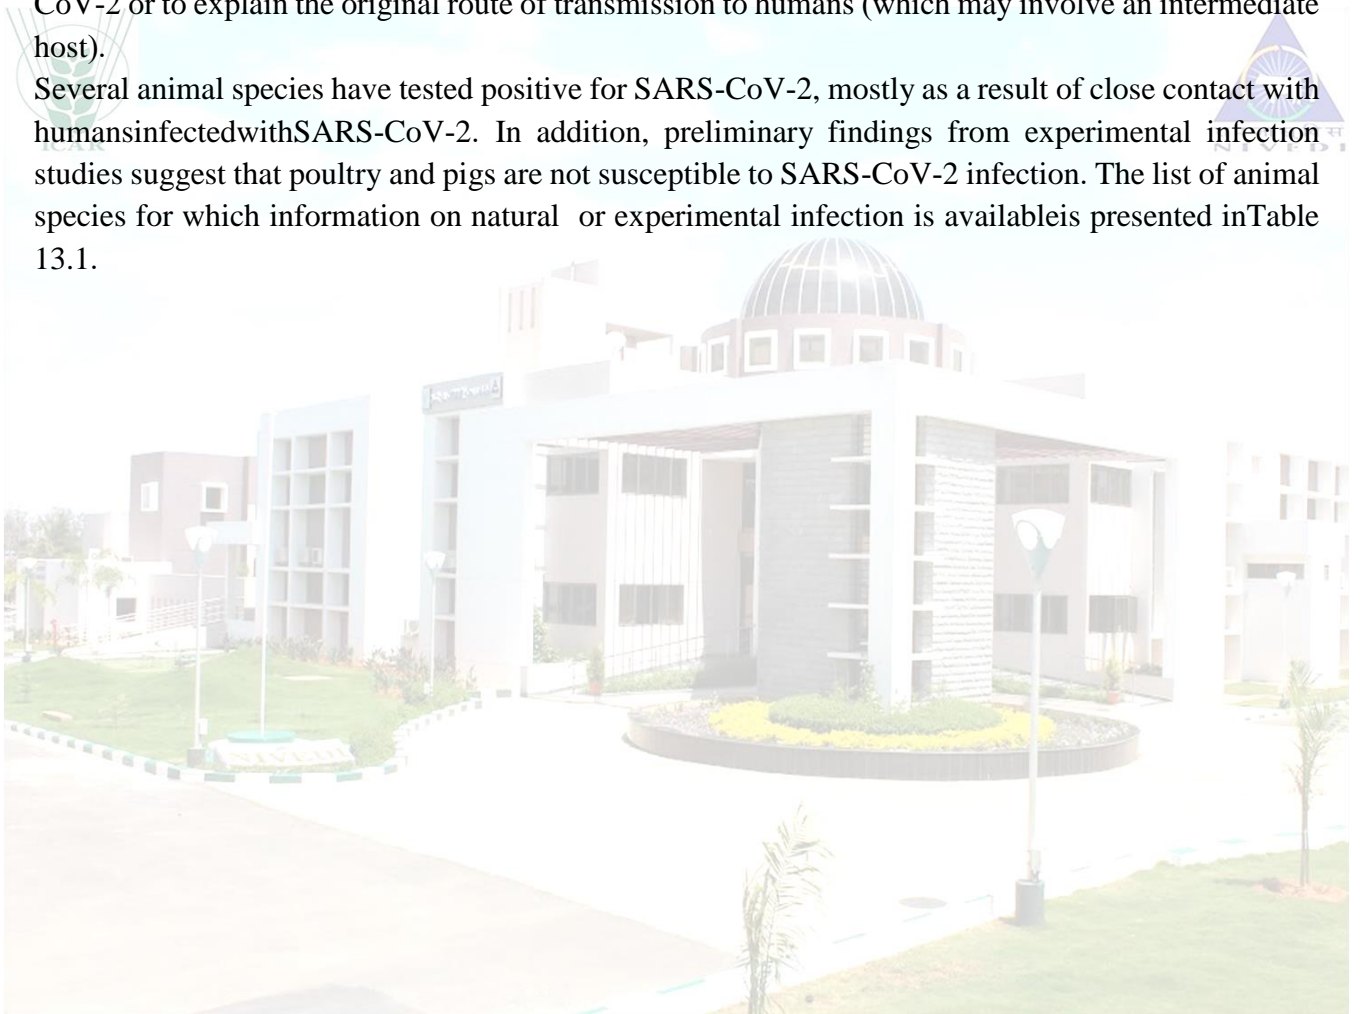 CoV-2 or to explain the original route of transmission to humans (which may involve an intermediate
host).
Several animal species have tested positive for SARS-CoV-2, mostly as a result of close contact with
humansinfectedwithSARS-CoV-2. In addition, preliminary findings from experimental infection
studies suggest that poultry and pigs are not susceptible to SARS-CoV-2 infection. The list of animal
species for which information on natural or experimental infection is availableis presented inTable
13.1.
ICAR
NIVEDI
NIVEDI